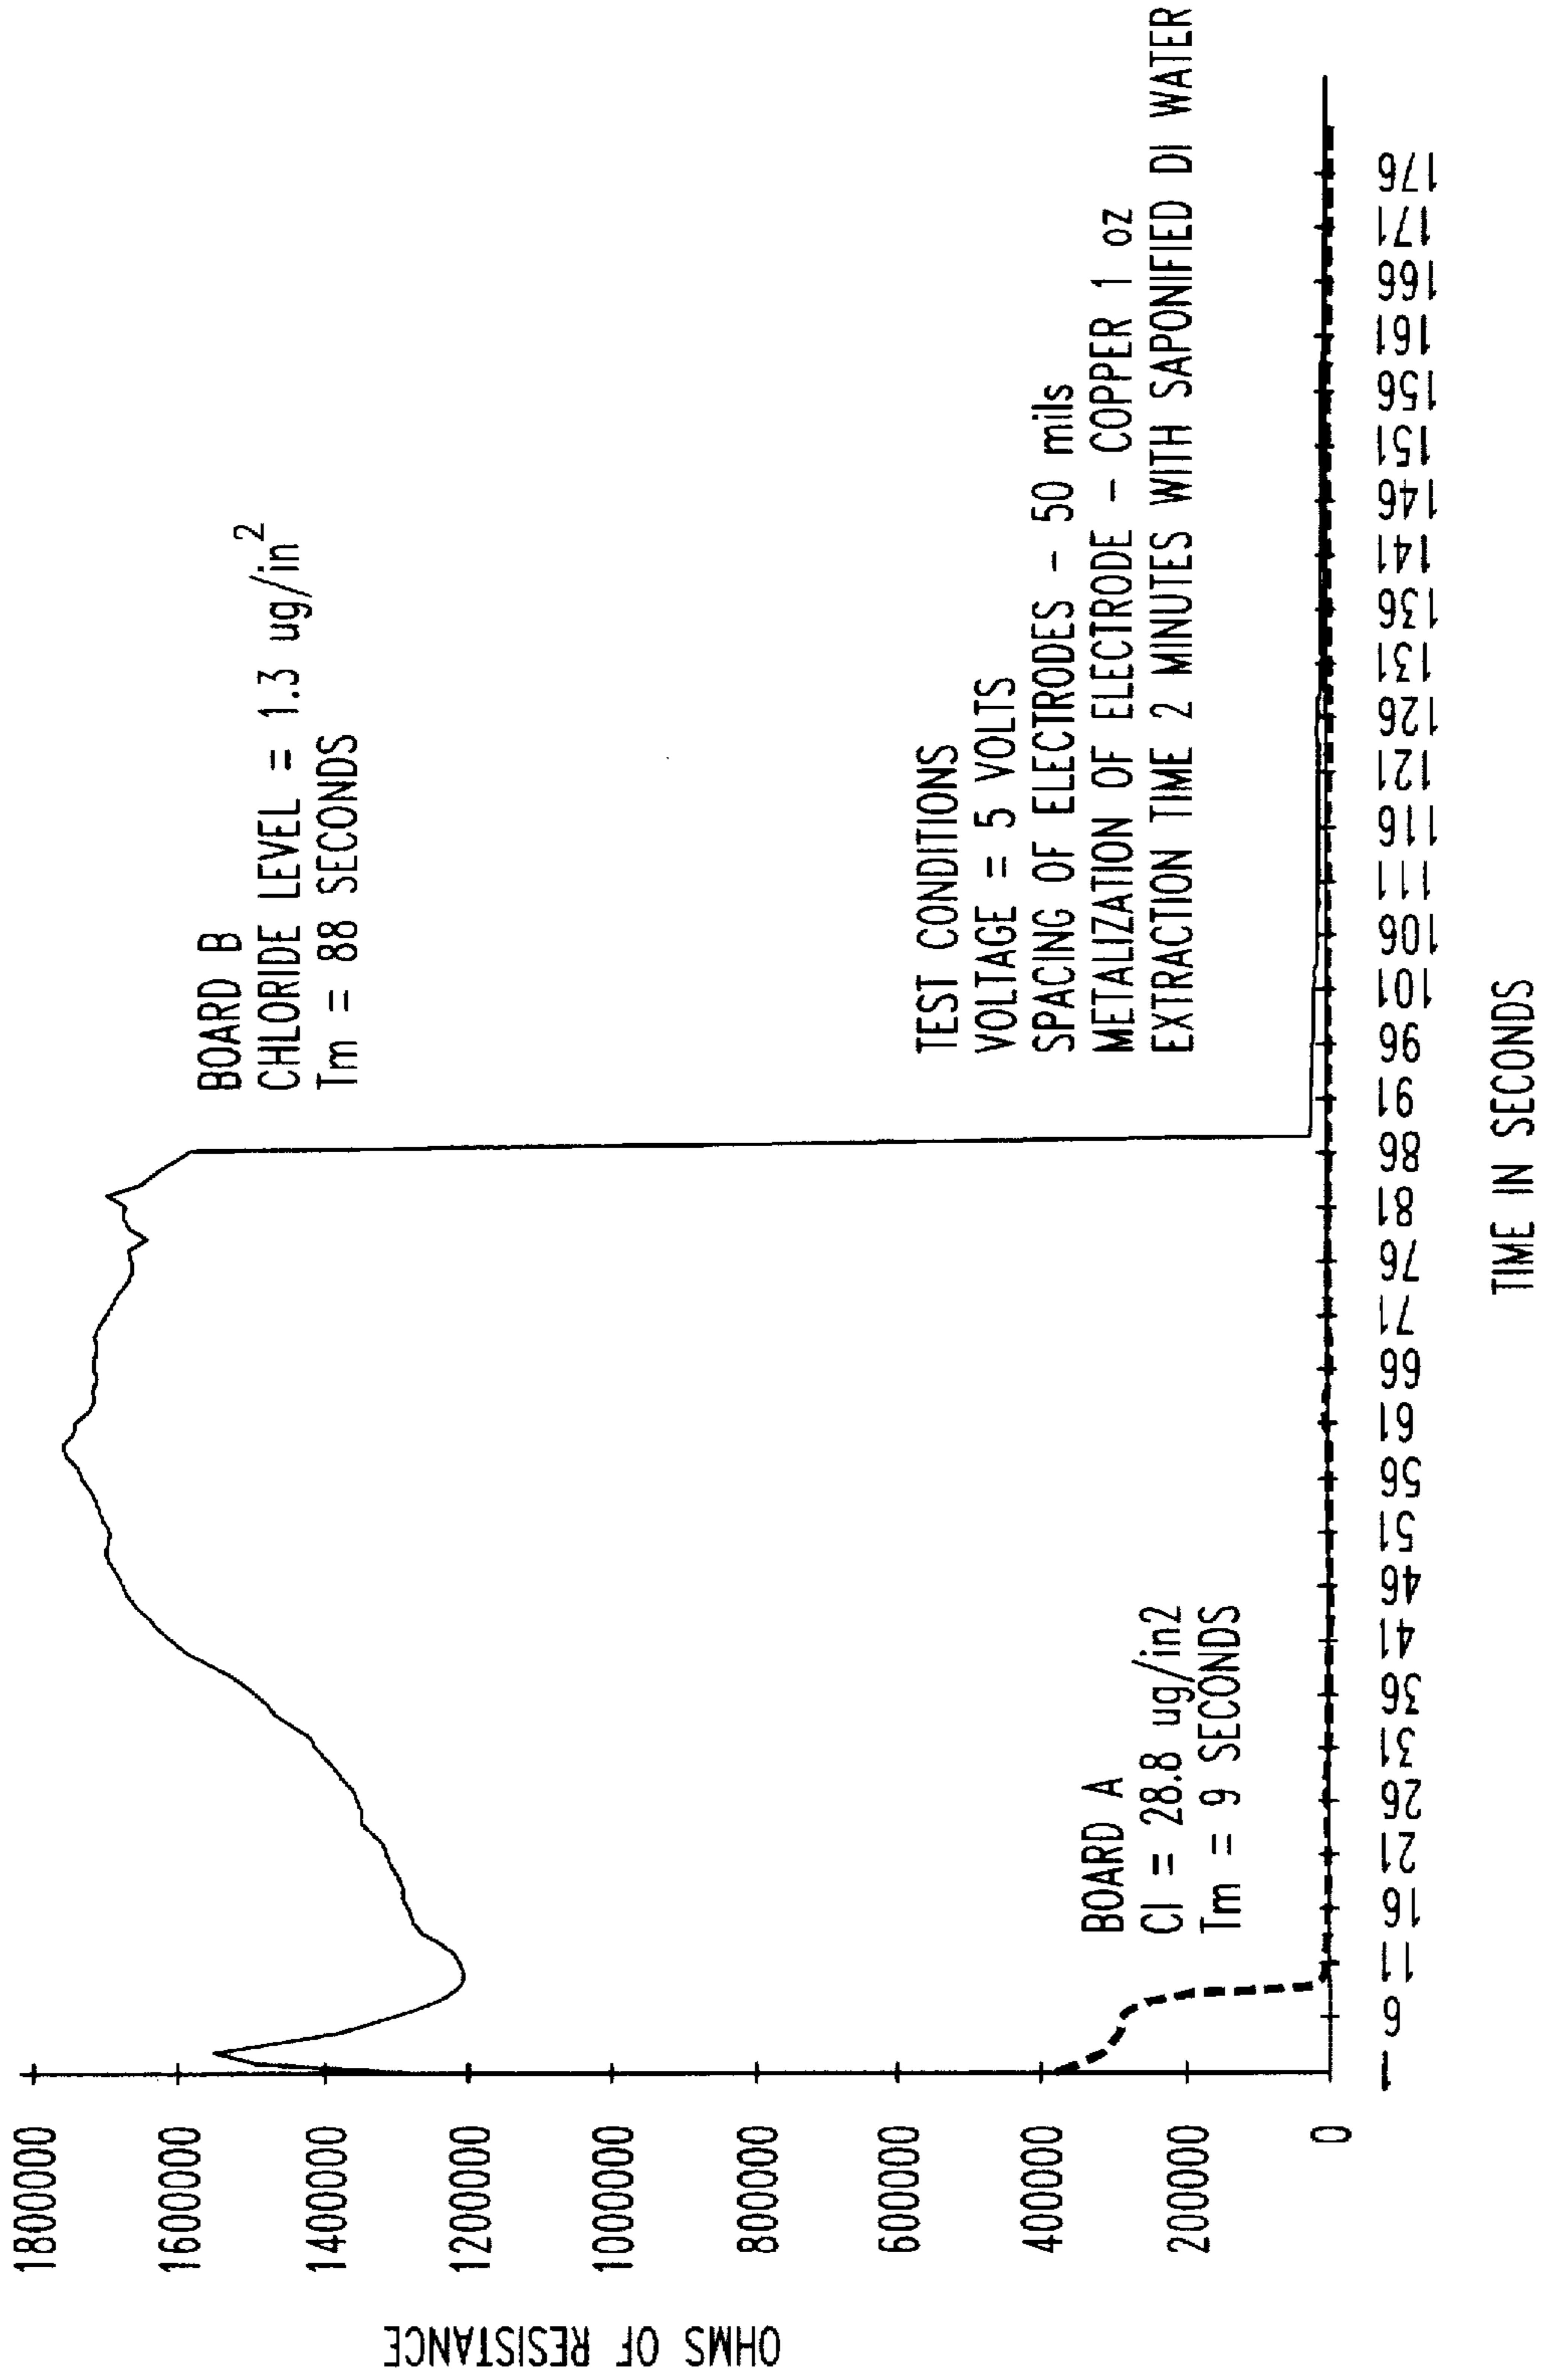 OHMS OF RESISTANCE
1800000
1600000
1400000
1200000
1000000
800000
600000
400000
200000
0
BOARD B
CHLORIDE LEVEL = 1.3 ug/in²
Tm = 88 SECONDS
TEST CONDITIONS
VOLTAGE = 5 VOLTS
SPACING OF ELECTRODES - 50 mils
METALIZATION OF ELECTRODE - COPPER 1 oz
EXTRACTION TIME 2 MINUTES WITH SAPONIFIED DI WATER
BOARD A
Cl = 28.8 ug/in2
Tm = 9 SECONDS
1 6 11 16 21 26 31 36 41 46 51 56 61 66 71 76 81 86 91 96 101 106 111 116 121 126 131 136 141 146 151 156 161 166 171 176
TIME IN SECONDS